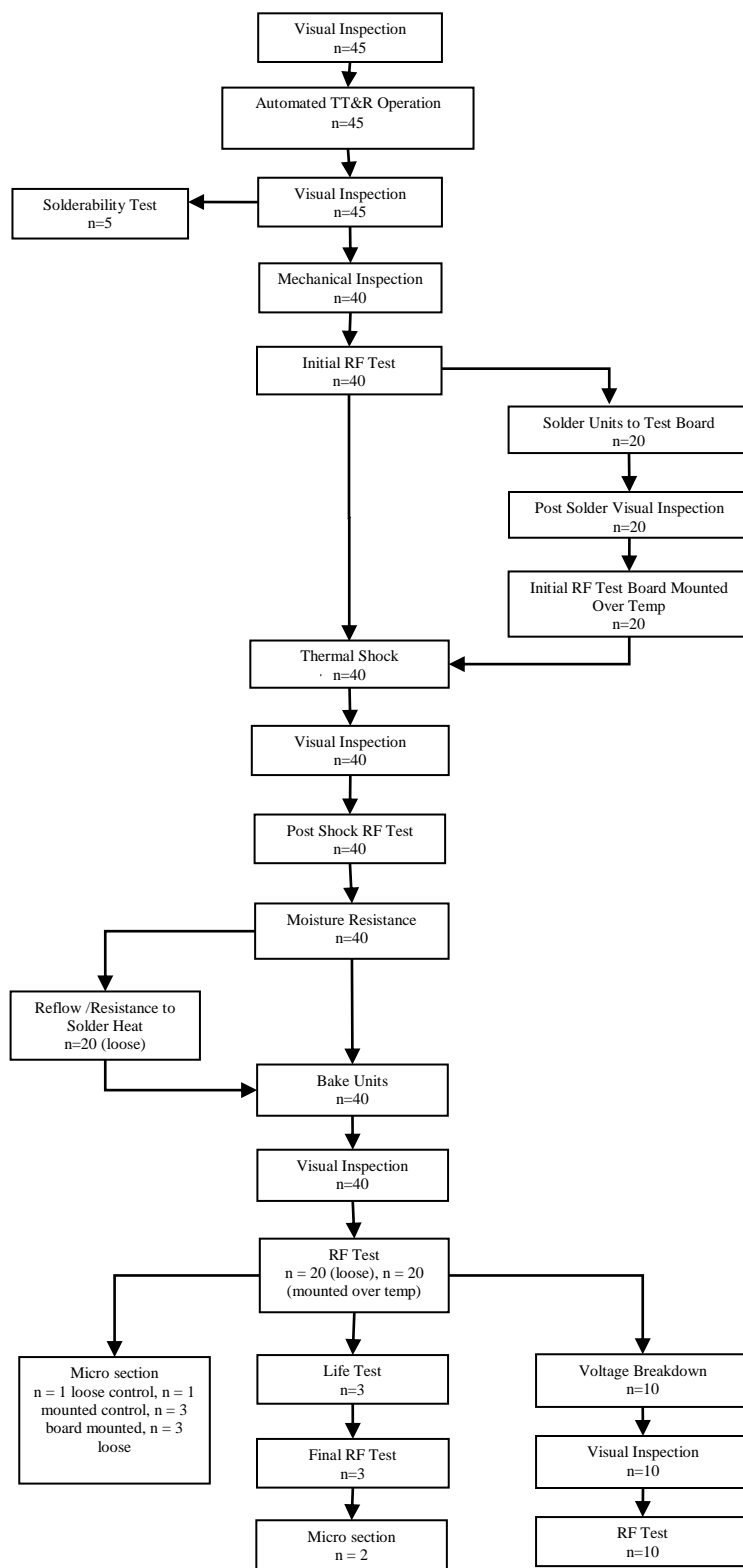 Visual Inspection
n=45
Automated TT&R Operation
n=45
Visual Inspection
n=45
Solderability Test
n=5
Mechanical Inspection
n=40
Initial RF Test
n=40
Solder Units to Test Board
n=20
Post Solder Visual Inspection
n=20
Initial RF Test Board Mounted
Over Temp
n=20
Thermal Shock
n=40
Visual Inspection
n=40
Post Shock RF Test
n=40
Moisture Resistance
n=40
Reflow /Resistance to
Solder Heat
n=20 (loose)
Bake Units
n=40
Visual Inspection
n=40
RF Test
n = 20 (loose), n = 20
(mounted over temp)
Micro section
n = 1 loose control, n = 1
mounted control, n = 3
board mounted, n = 3
loose
Life Test
n=3
Voltage Breakdown
n=10
Final RF Test
n=3
Visual Inspection
n=10
Micro section
n = 2
RF Test
n=10